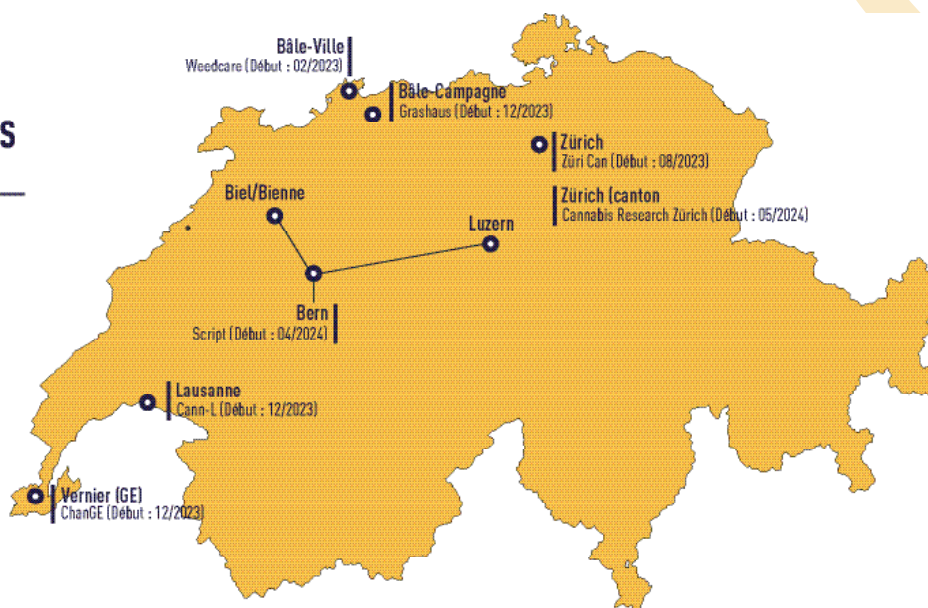 S
Bâle-Ville
Weedcare (Début : 02/2023)
Bâle-Campagne
Grashaus (Début : 12/2023)
Zürich
Züri Can (Début : 08/2023)
Zürich (canton
Cannabis Research Zürich (Début : 05/2024)
Biel/Bienne
Luzern
Bern
Script (Début : 04/2024)
Lausanne
Cann-L (Début : 12/2023)
Vernier (GE)
ChanGE (Début : 12/2023)